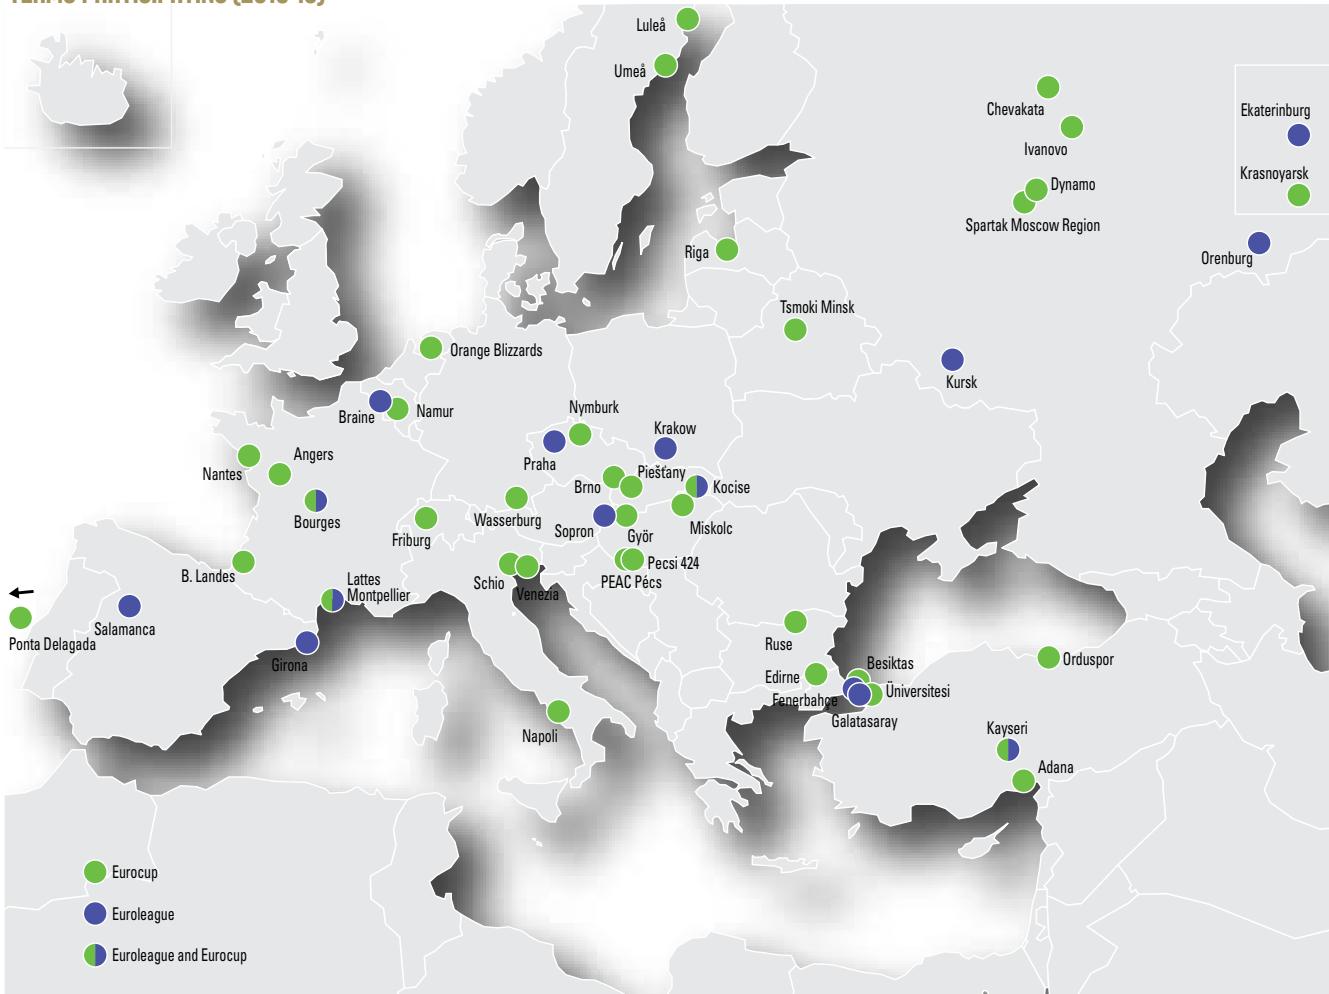 Luleå
Umeå
Chevakata
Ivanovo
Ekaterinburg
Krasnoyarsk
Dynamo
Spartak Moscow Region
Orenburg
Riga
Tsmoki Minsk
Orange Blizzards
Kursk
Braine
Namur
Nymburk
Krakow
Praha
Piešťany
Brno
Kocise
Nantes
Angers
Bourges
Wasserburg
Friburg
Sopron
Györ
Miskolc
B. Landes
Schio
Venezia
Pecsi 424
PEAC Pécs
Lattes
Montpellier
Ponta Delagada
Salamanca
Girona
Ruse
Orduspor
Edirne
Besiktas
Fenerbahçe
Üniversitesi
Galatasaray
Napoli
Kayseri
Adana
Eurocup
Euroleague
Euroleague and Eurocup